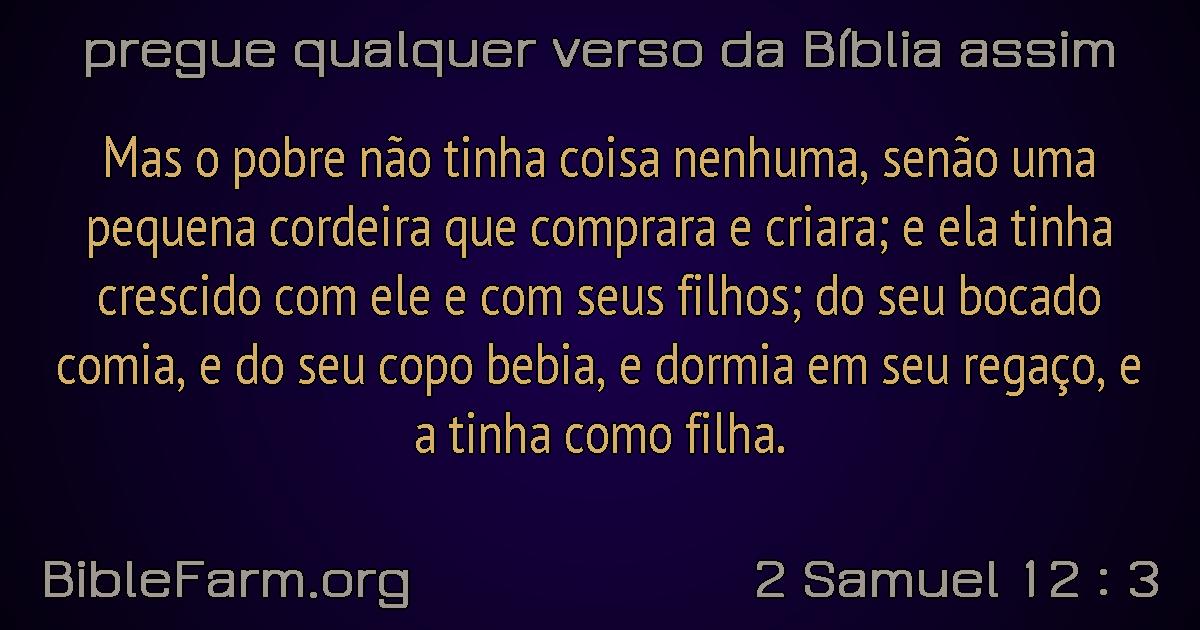 pregue qualquer verso da Bíblia assim
Mas o pobre não tinha coisa nenhuma, senão uma
pequena cordeira que comprara e criara; e ela tinha
crescido com ele e com seus filhos; do seu bocado
comia, e do seu copo bebia, e dormia em seu regaço, e
a tinha como filha.
BibleFarm.org
2 Samuel 12 : 3